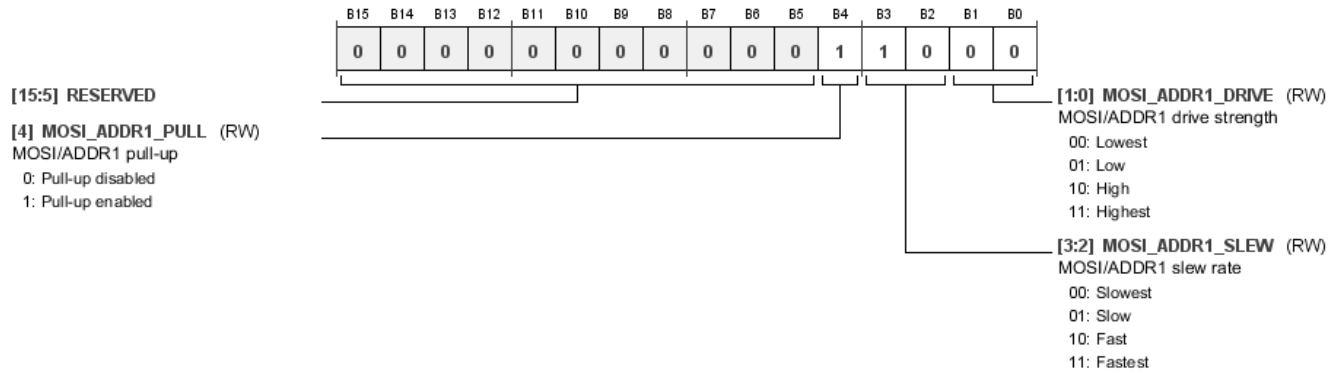 B15 B14 B13 B12 B11 B10 B9 B8 B7 B6 B5 B4 B3 B2 B1 B0
0 0 0 0 0 0 0 0 0 0 0 1 1 0 0 0
[15:5] RESERVED
[4] MOSI_ADDR1_PULL (RW)
MOSI/ADDR1 pull-up
0: Pull-up disabled
1: Pull-up enabled
[1:0] MOSI_ADDR1_DRIVE (RW)
MOSI/ADDR1 drive strength
00: Lowest
01: Low
10: High
11: Highest
[3:2] MOSI_ADDR1_SLEW (RW)
MOSI/ADDR1 slew rate
00: Slowest
01: Slow
10: Fast
11: Fastest